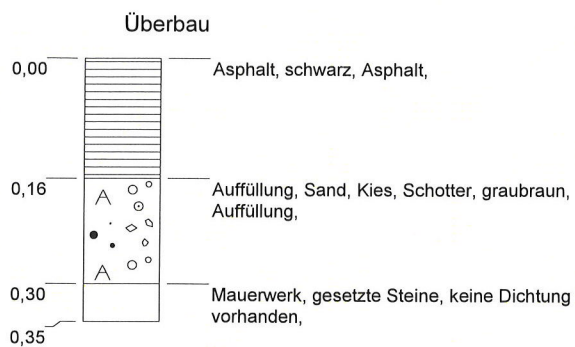 Überbau
0,00 Asphalt, schwarz, Asphalt,
0,16 Auffüllung, Sand, Kies, Schotter, graubraun,
Auffüllung,
0,30 Mauerwerk, gesetzte Steine, keine Dichtung
vorhanden,
0,35